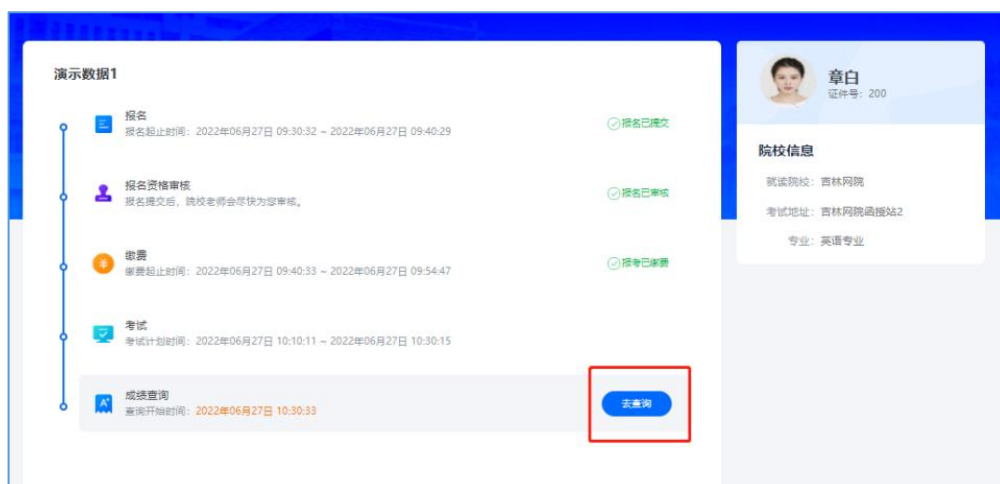 演示数据1
报名
报名起止时间：2022年06月27日 09:30:32 ~ 2022年06月27日 09:40:29
报名已提交
报名资格审核
报名提交后，院校老师会尽快为您审核。
报名已审核
缴费
缴费起止时间：2022年06月27日 09:40:33 ~ 2022年06月27日 09:54:47
报考已缴费
考试
考试计划时间：2022年06月27日 10:10:11 ~ 2022年06月27日 10:30:15
成绩查询
查询开始时间：2022年06月27日 10:30:33
去查询
章白
证件号：200
院校信息
就读院校：吉林网院
考试地址：吉林网院函授站2
专业：英语专业